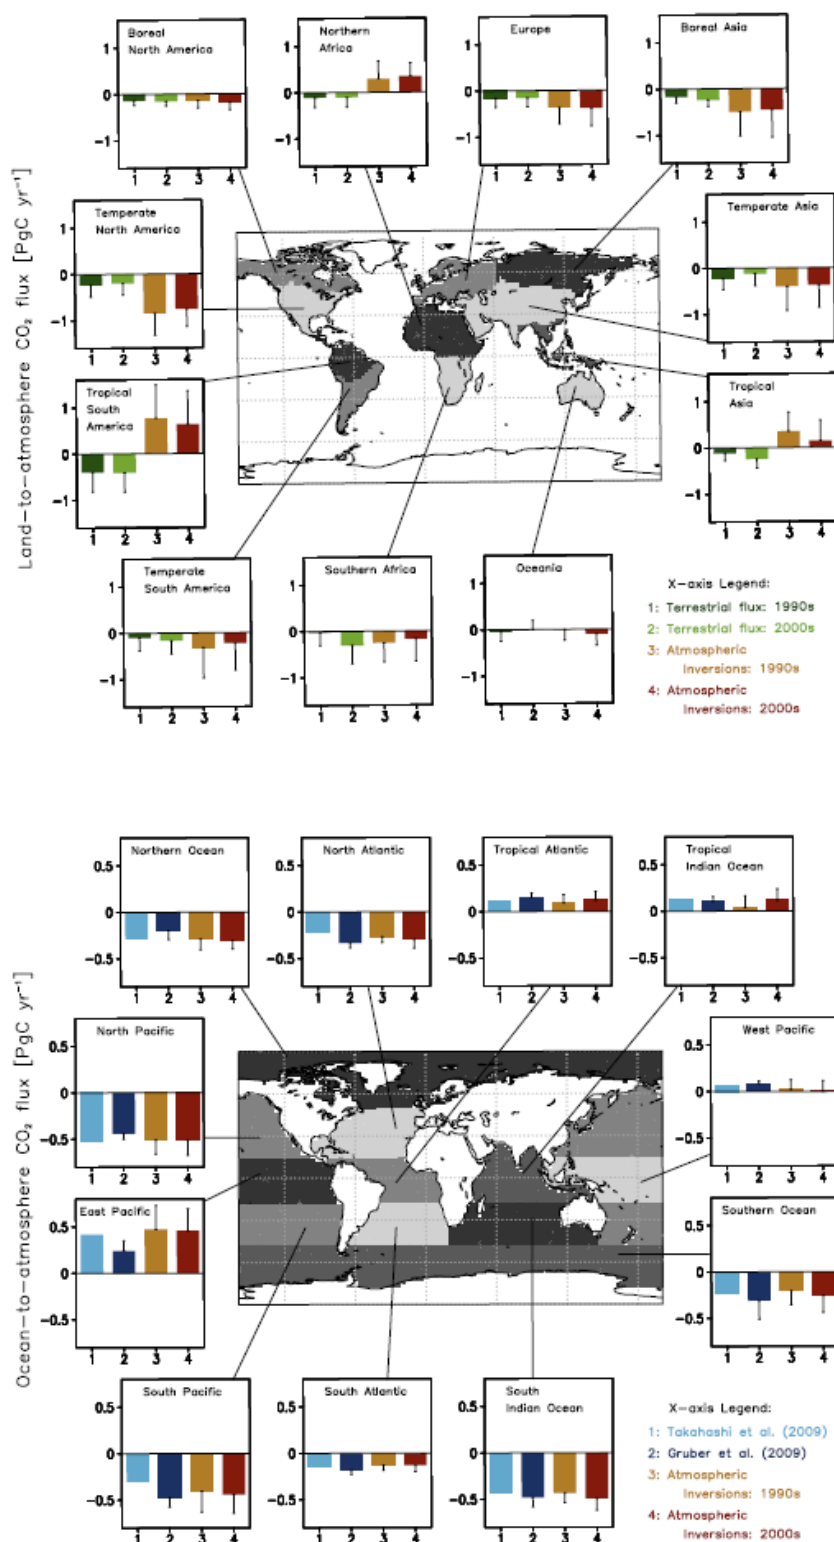 Land-to-atmosphere CO₂ flux [PgC yr⁻¹]
Boreal
North America
1
0
-1
1 2 3 4
Northern
Africa
1
0
-1
1 2 3 4
Europe
1
0
-1
1 2 3 4
Boreal Asia
1
0
-1
1 2 3 4
Temperate
North America
1
0
-1
1 2 3 4
Temperate Asia
1
0
-1
1 2 3 4
Tropical
South
America
1
0
-1
1 2 3 4
Tropical
Asia
1
0
-1
1 2 3 4
Temperate
South America
1
0
-1
1 2 3 4
Southern Africa
1
0
-1
1 2 3 4
Oceania
1
0
-1
1 2 3 4
X-axis Legend:
1: Terrestrial flux: 1990s
2: Terrestrial flux: 2000s
3: Atmospheric
Inversions: 1990s
4: Atmospheric
Inversions: 2000s
Ocean-to-atmosphere CO₂ flux [PgC yr⁻¹]
Northern Ocean
0.5
0
-0.5
1 2 3 4
North Atlantic
0.5
0
-0.5
1 2 3 4
Tropical Atlantic
0.5
0
-0.5
1 2 3 4
Tropical
Indian Ocean
0.5
0
-0.5
1 2 3 4
North Pacific
0.5
0
-0.5
1 2 3 4
West Pacific
0.5
0
-0.5
1 2 3 4
East Pacific
0.5
0
-0.5
1 2 3 4
Southern Ocean
0.5
0
-0.5
1 2 3 4
South Pacific
0.5
0
-0.5
1 2 3 4
South Atlantic
0.5
0
-0.5
1 2 3 4
South
Indian Ocean
0.5
0
-0.5
1 2 3 4
X-axis Legend:
1: Takahashi et al. (2009)
2: Gruber et al. (2009)
3: Atmospheric
Inversions: 1990s
4: Atmospheric
Inversions: 2000s